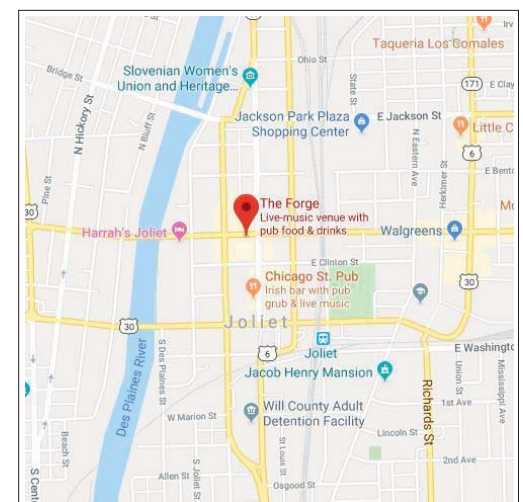 Irv
Taqueria Los Comales
Ohio St
Bridge St
Slovenian Women's
Union and Heritage...
State St
171
E Clay
N Hickory St
N Bluff St
Jackson Park Plaza
Shopping Center
E Jackson St
Little C
6
N Eastern Ave
Herkimer St
E Bento
Pine St
30
The Forge
Live-music venue with
pub food & drinks
Mc
Harrah's Joliet
Walgreens
E Clinton St
Chicago St. Pub
Irish bar with pub
grub & live music
30
30
Joliet
6
Joliet
E Washingto
Des Plaines River
S Des Plaines St
Jacob Henry Mansion
Richards St
Union St
Mississippi Ave
1st Ave
Will County Adult
Detention Facility
W Marion St
Beach St
Lincoln St
2nd Ave
S Cent
Allen St
S Joliet St
St Louis St
Osgood St